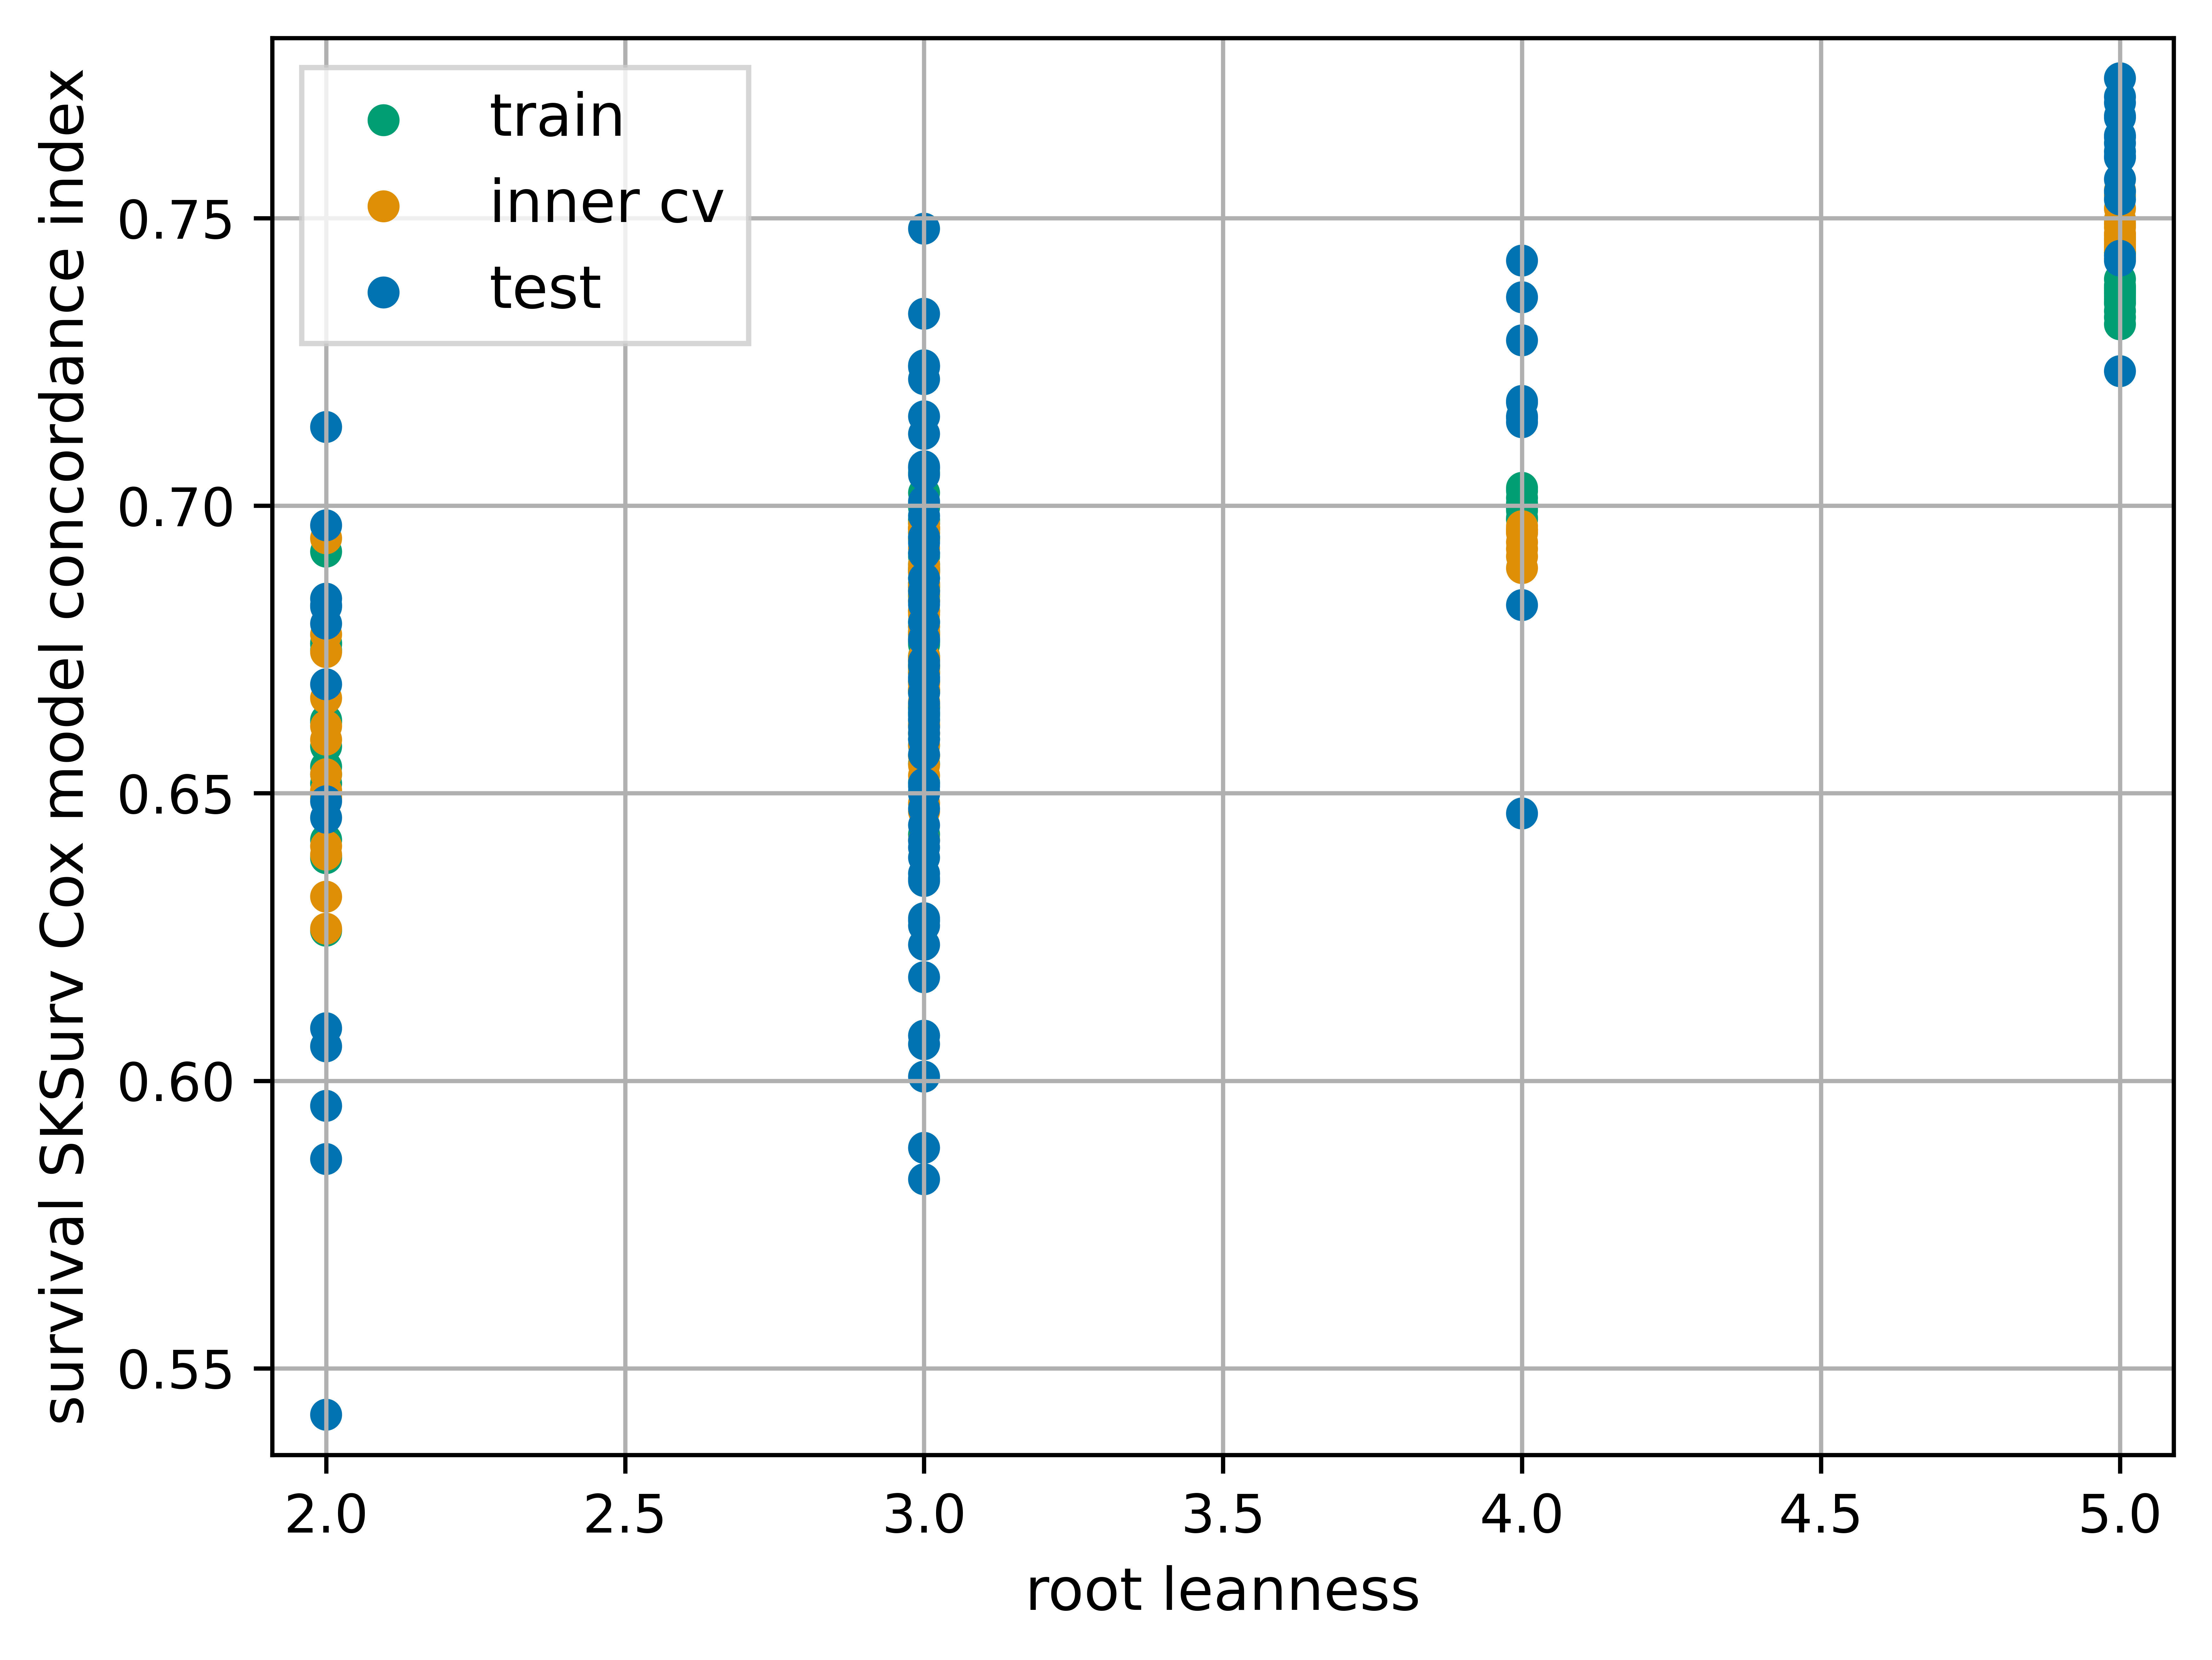 survival SKSurv Cox model concordance index
0.75
0.70
0.65
0.60
0.55
train
inner cv
test
2.0 2.5 3.0 3.5 4.0 4.5 5.0
root leanness